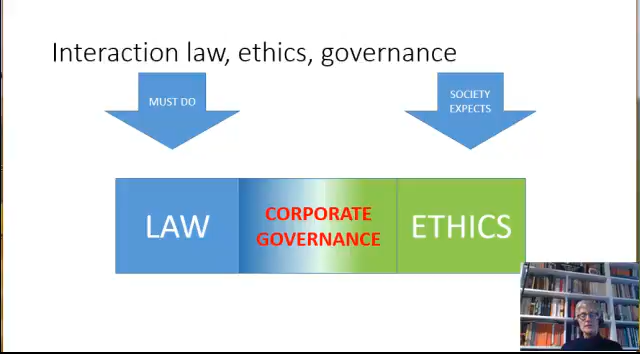 Interaction law, ethics, governance
MUST DO
SOCIETY
EXPECTS
LAW
CORPORATE
GOVERNANCE
ETHICS